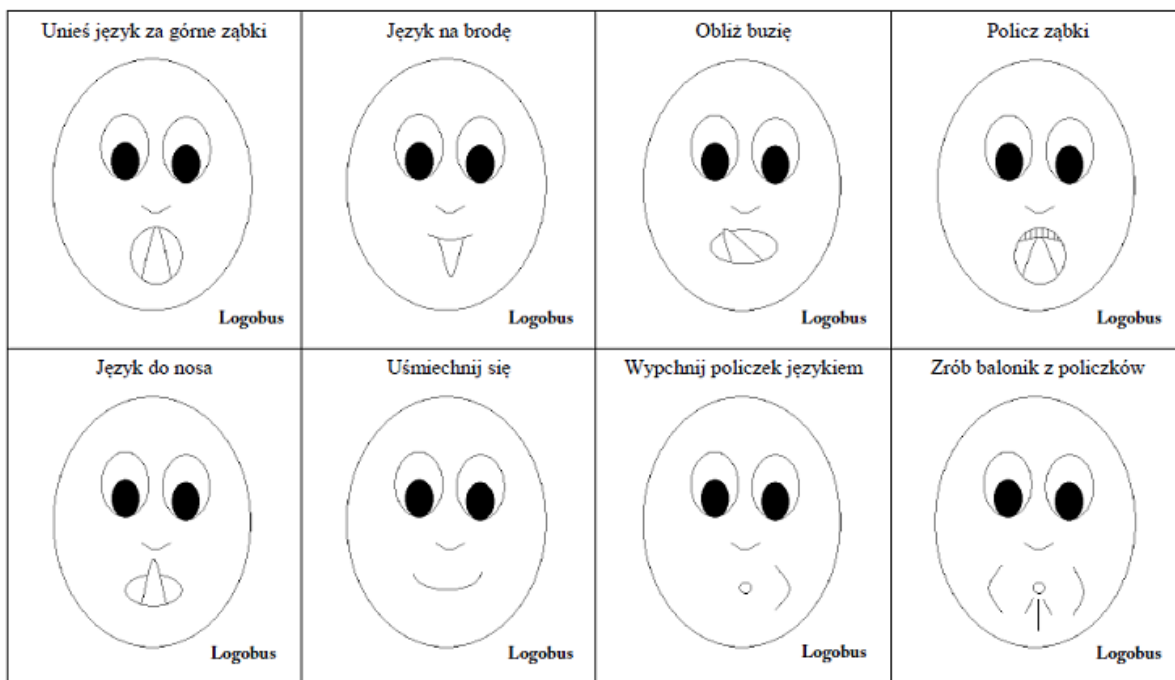 Unieś język za górne ząbki
Język na brodę
Obliż buzię
Policz ząbki
Logobus
Logobus
Logobus
Logobus
Język do nosa
Uśmiechnij się
Wypchnij policzek językiem
Zrób balonik z policzków
Logobus
Logobus
Logobus
Logobus